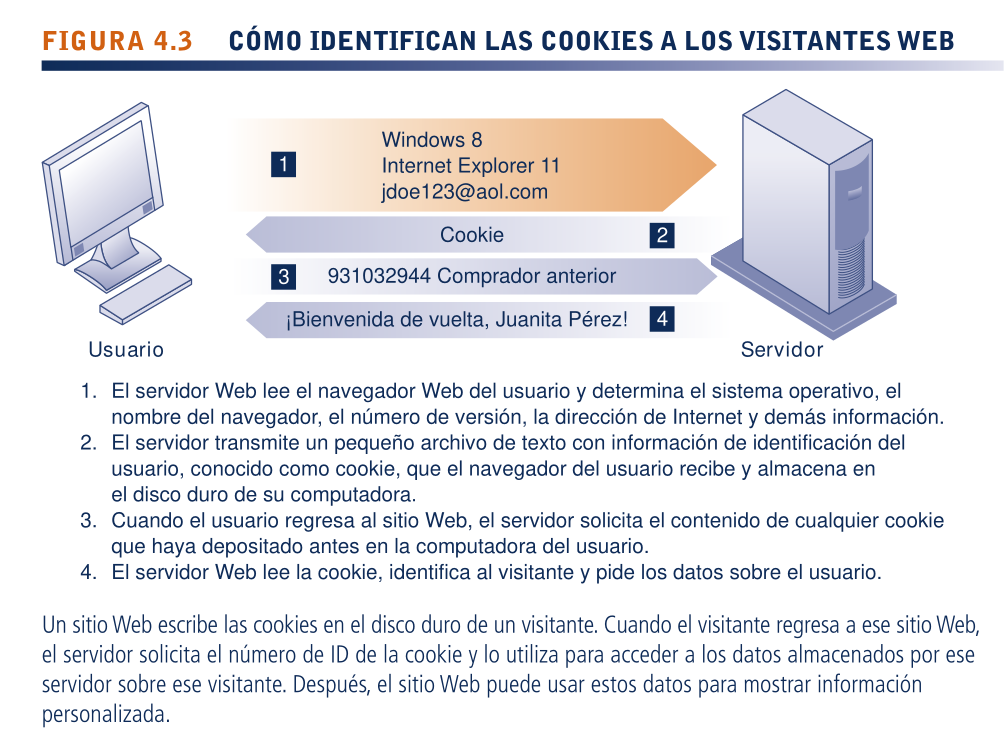 FIGURA 4.3 CÓMO IDENTIFICAN LAS COOKIES A LOS VISITANTES WEB
1
Windows 8
Internet Explorer 11
jdoe123@aol.com
Cookie 2
3 931032944 Comprador anterior
¡Bienvenida de vuelta, Juanita Pérez! 4
Usuario
Servidor
1. El servidor Web lee el navegador Web del usuario y determina el sistema operativo, el
nombre del navegador, el número de versión, la dirección de Internet y demás información.
2. El servidor transmite un pequeño archivo de texto con información de identificación del
usuario, conocido como cookie, que el navegador del usuario recibe y almacena en
el disco duro de su computadora.
3. Cuando el usuario regresa al sitio Web, el servidor solicita el contenido de cualquier cookie
que haya depositado antes en la computadora del usuario.
4. El servidor Web lee la cookie, identifica al visitante y pide los datos sobre el usuario.
Un sitio Web escribe las cookies en el disco duro de un visitante. Cuando el visitante regresa a ese sitio Web,
el servidor solicita el número de ID de la cookie y lo utiliza para acceder a los datos almacenados por ese
servidor sobre ese visitante. Después, el sitio Web puede usar estos datos para mostrar información
personalizada.